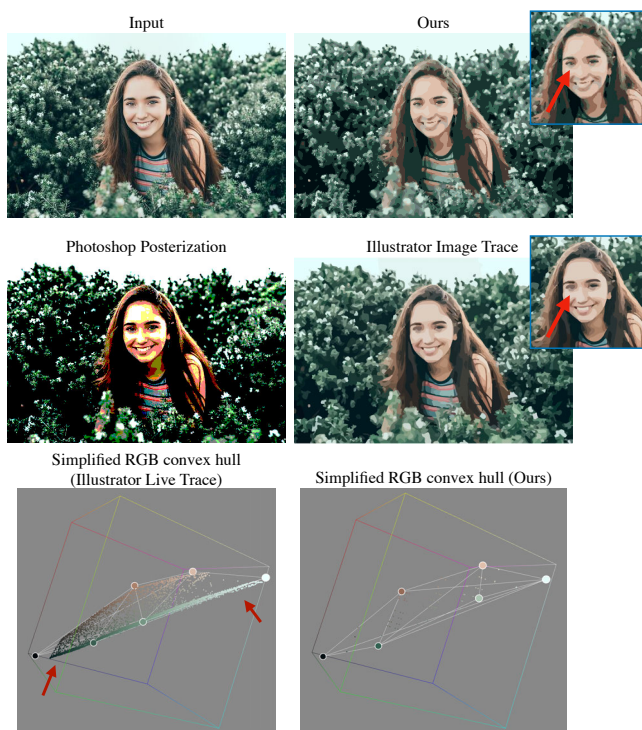 Input
Ours
Photoshop Posterization
Illustrator Image Trace
Simplified RGB convex hull
(Illustrator Live Trace)
Simplified RGB convex hull (Ours)